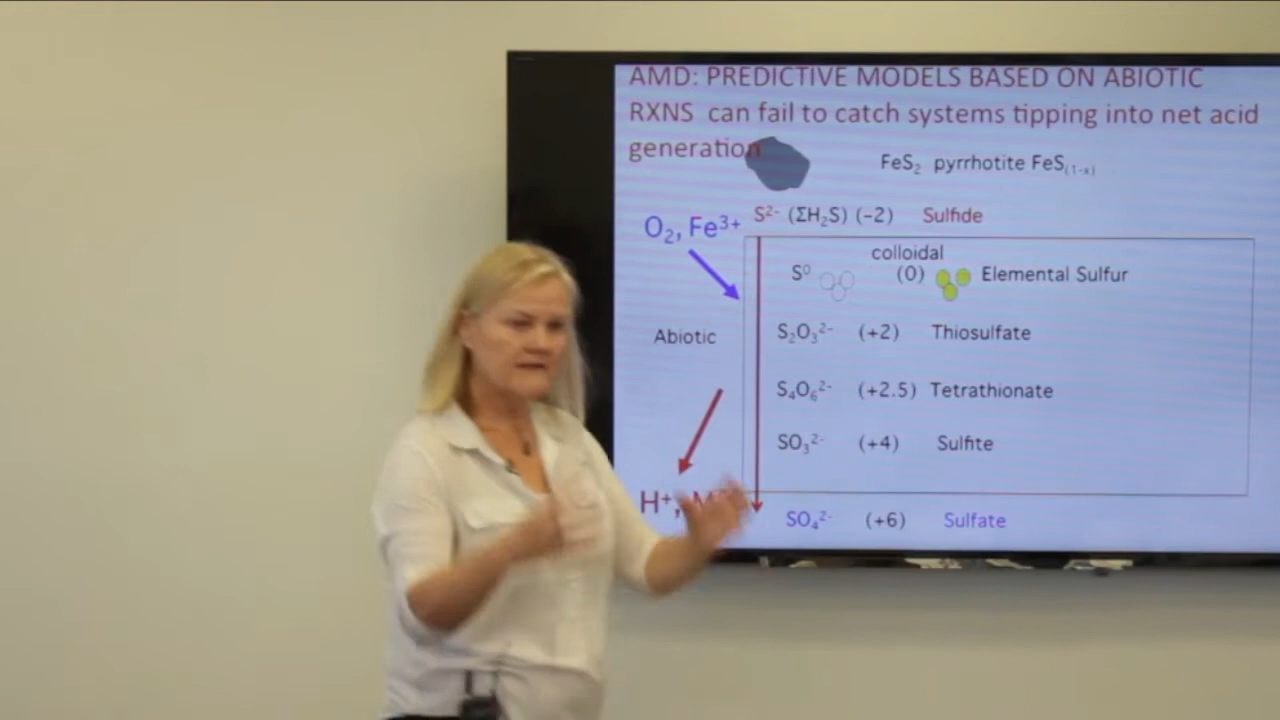 AMD: PREDICTIVE MODELS BASED ON ABIOTIC
RXNS can fail to catch systems tipping into net acid
generation
FeS₂ pyrrhotite FeS₍₁₋ₓ₎
O₂, Fe³⁺
S²⁻ (ΣH₂S) (-2) Sulfide
colloidal
S⁰ (0) Elemental Sulfur
S₂O₃²⁻ (+2) Thiosulfate
Abiotic
S₄O₆²⁻ (+2.5) Tetrathionate
SO₃²⁻ (+4) Sulfite
H⁺,
SO₄²⁻ (+6) Sulfate